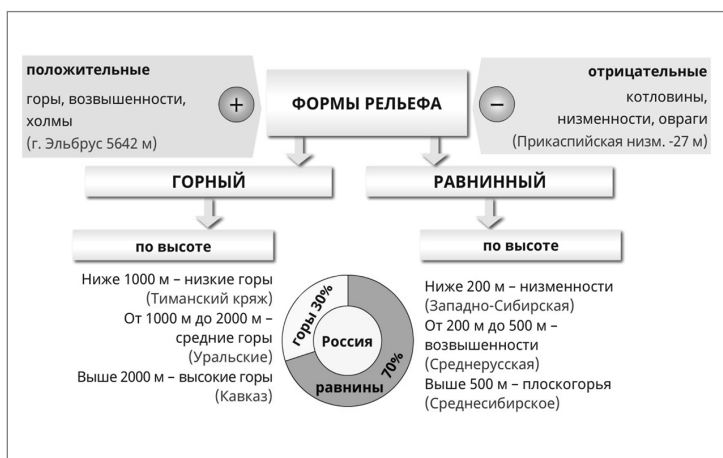 положительные
горы, возвышенности,
холмы
(г. Эльбрус 5642 м)
+
ФОРМЫ РЕЛЬЕФА
−
отрицательные
котловины,
низменности, овраги
(Прикаспийская низм. -27 м)
ГОРНЫЙ
РАВНИННЫЙ
по высоте
по высоте
Ниже 1000 м – низкие горы
(Тиманский кряж)
От 1000 м до 2000 м –
средние горы
(Уральские)
Выше 2000 м – высокие горы
(Кавказ)
горы 30%
Россия
70%
равнины
Ниже 200 м – низменности
(Западно-Сибирская)
От 200 м до 500 м –
возвышенности
(Среднерусская)
Выше 500 м – плоскогорья
(Среднесибирское)